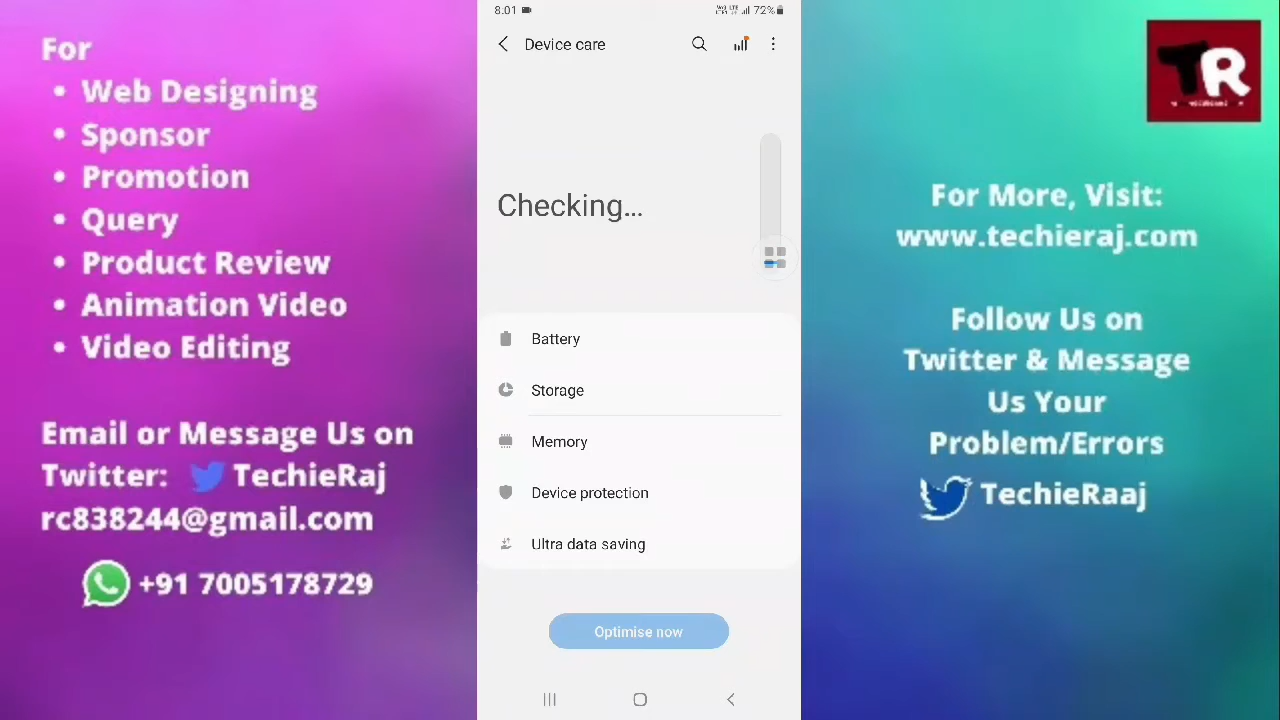 For
• Web Designing
• Sponsor
• Promotion
• Query
• Product Review
• Animation Video
• Video Editing
Email or Message Us on
Twitter: TechieRaj
rc838244@gmail.com
+91 7005178729
8:01
72%
Device care
Checking...
Battery
Storage
Memory
Device protection
Ultra data saving
Optimise now
TR
For More, Visit:
www.techieraj.com
Follow Us on
Twitter & Message
Us Your
Problem/Errors
TechieRaaj